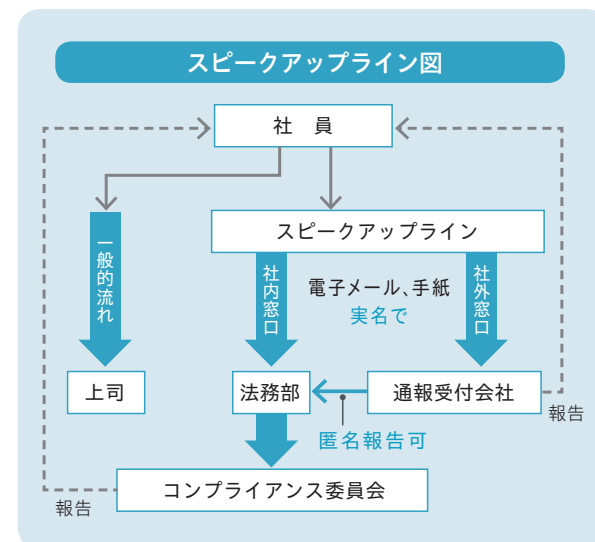 スピークアップライン図
社　員
スピークアップライン
一般的流れ
社内窓口
電子メール、手紙
実名で
社外窓口
上司
法務部
通報受付会社
報告
匿名報告可
コンプライアンス委員会
報告